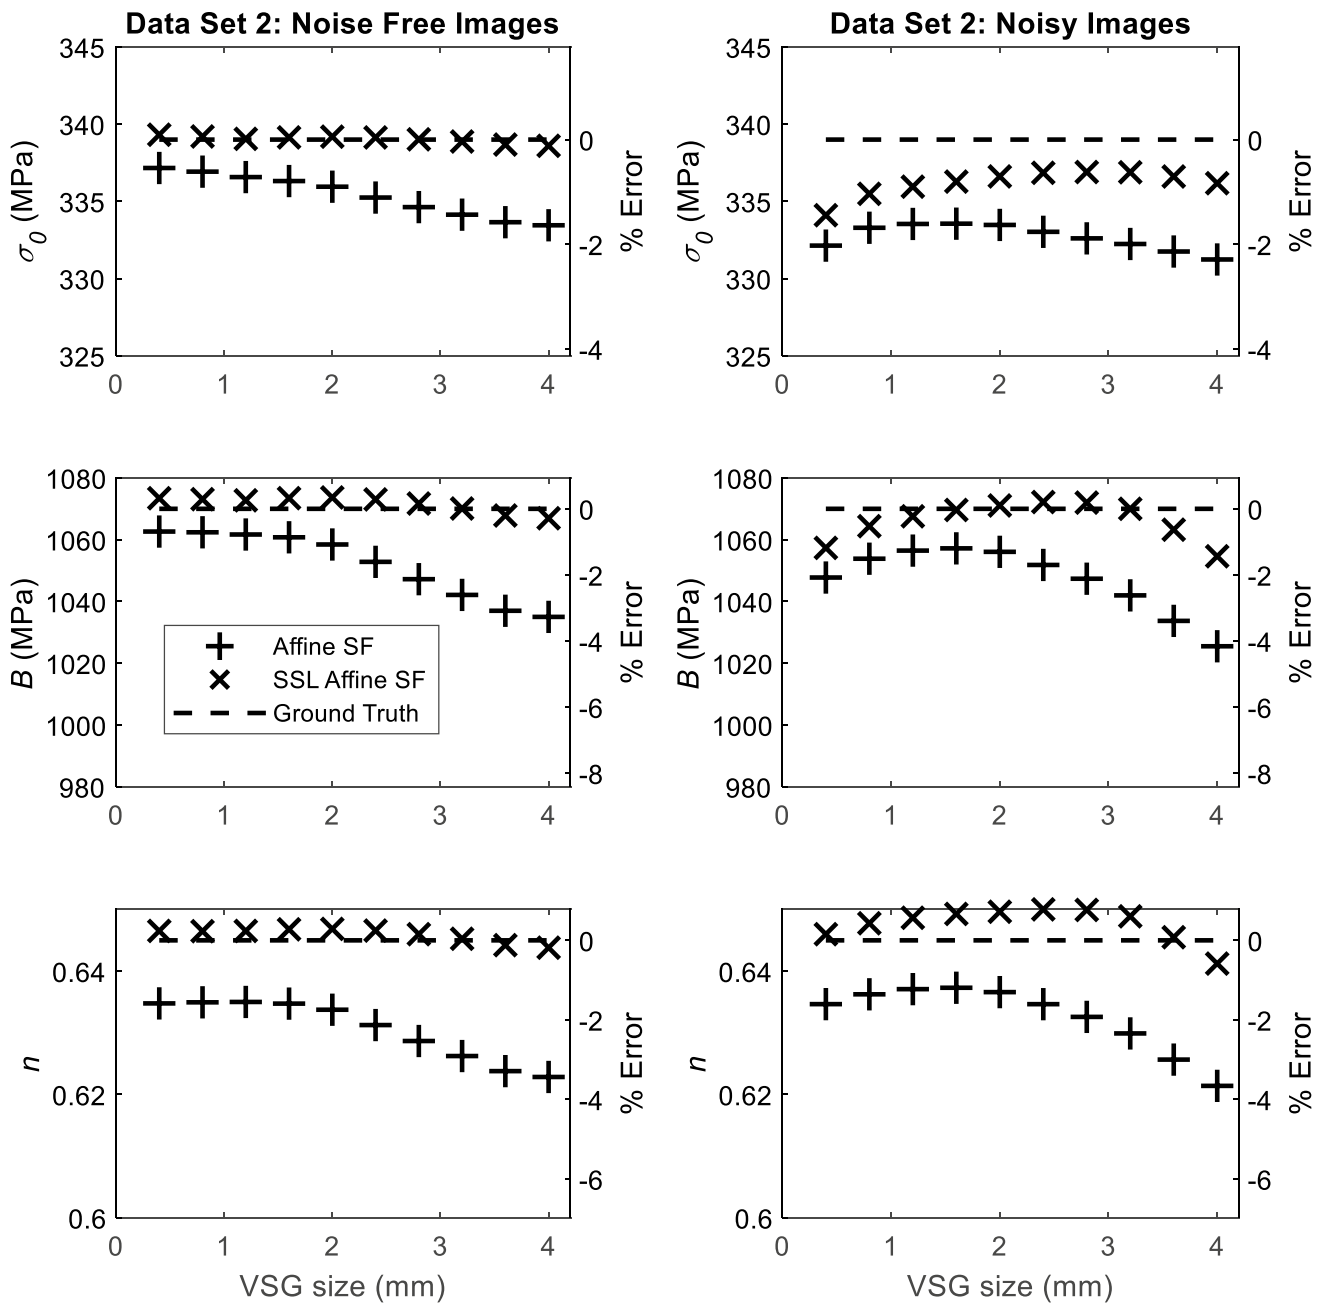 Data Set 2: Noise Free Images
345
340
335
330
325
σ0 (MPa)
0
-2
-4
% Error
0 1 2 3 4
Data Set 2: Noisy Images
345
340
335
330
325
σ0 (MPa)
0
-2
-4
% Error
0 1 2 3 4
1080
1060
1040
1020
1000
980
B (MPa)
Affine SF
SSL Affine SF
Ground Truth
0
-2
-4
-6
-8
% Error
0 1 2 3 4
1080
1060
1040
1020
1000
980
B (MPa)
0
-2
-4
-6
-8
% Error
0 1 2 3 4
0.64
0.62
0.6
n
0
-2
-4
-6
% Error
0 1 2 3 4
VSG size (mm)
0.64
0.62
0.6
n
0
-2
-4
-6
% Error
0 1 2 3 4
VSG size (mm)